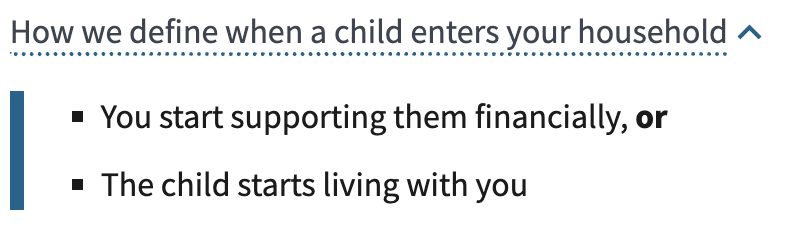 How we define when a child enters your household
You start supporting them financially, or
The child starts living with you